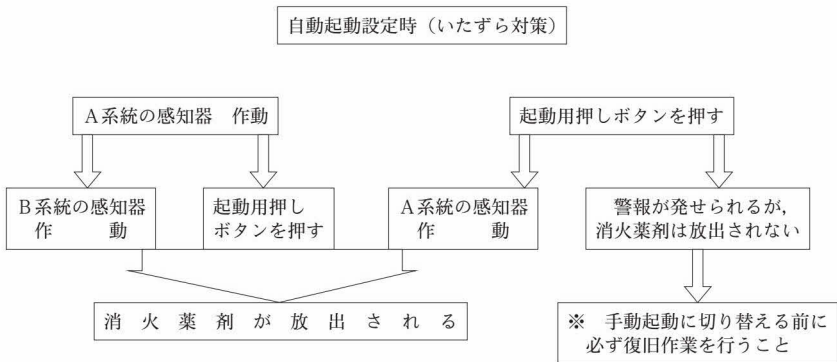 自動起動設定時（いたずら対策）
A系統の感知器　作動
起動用押しボタンを押す
B系統の感知器
作　　　動
起動用押し
ボタンを押す
A系統の感知器
作　　　動
警報が発せられるが，
消火薬剤は放出されない
消　火　薬　剤　が　放　出　さ　れ　る
※　手動起動に切り替える前に
必ず復旧作業を行うこと